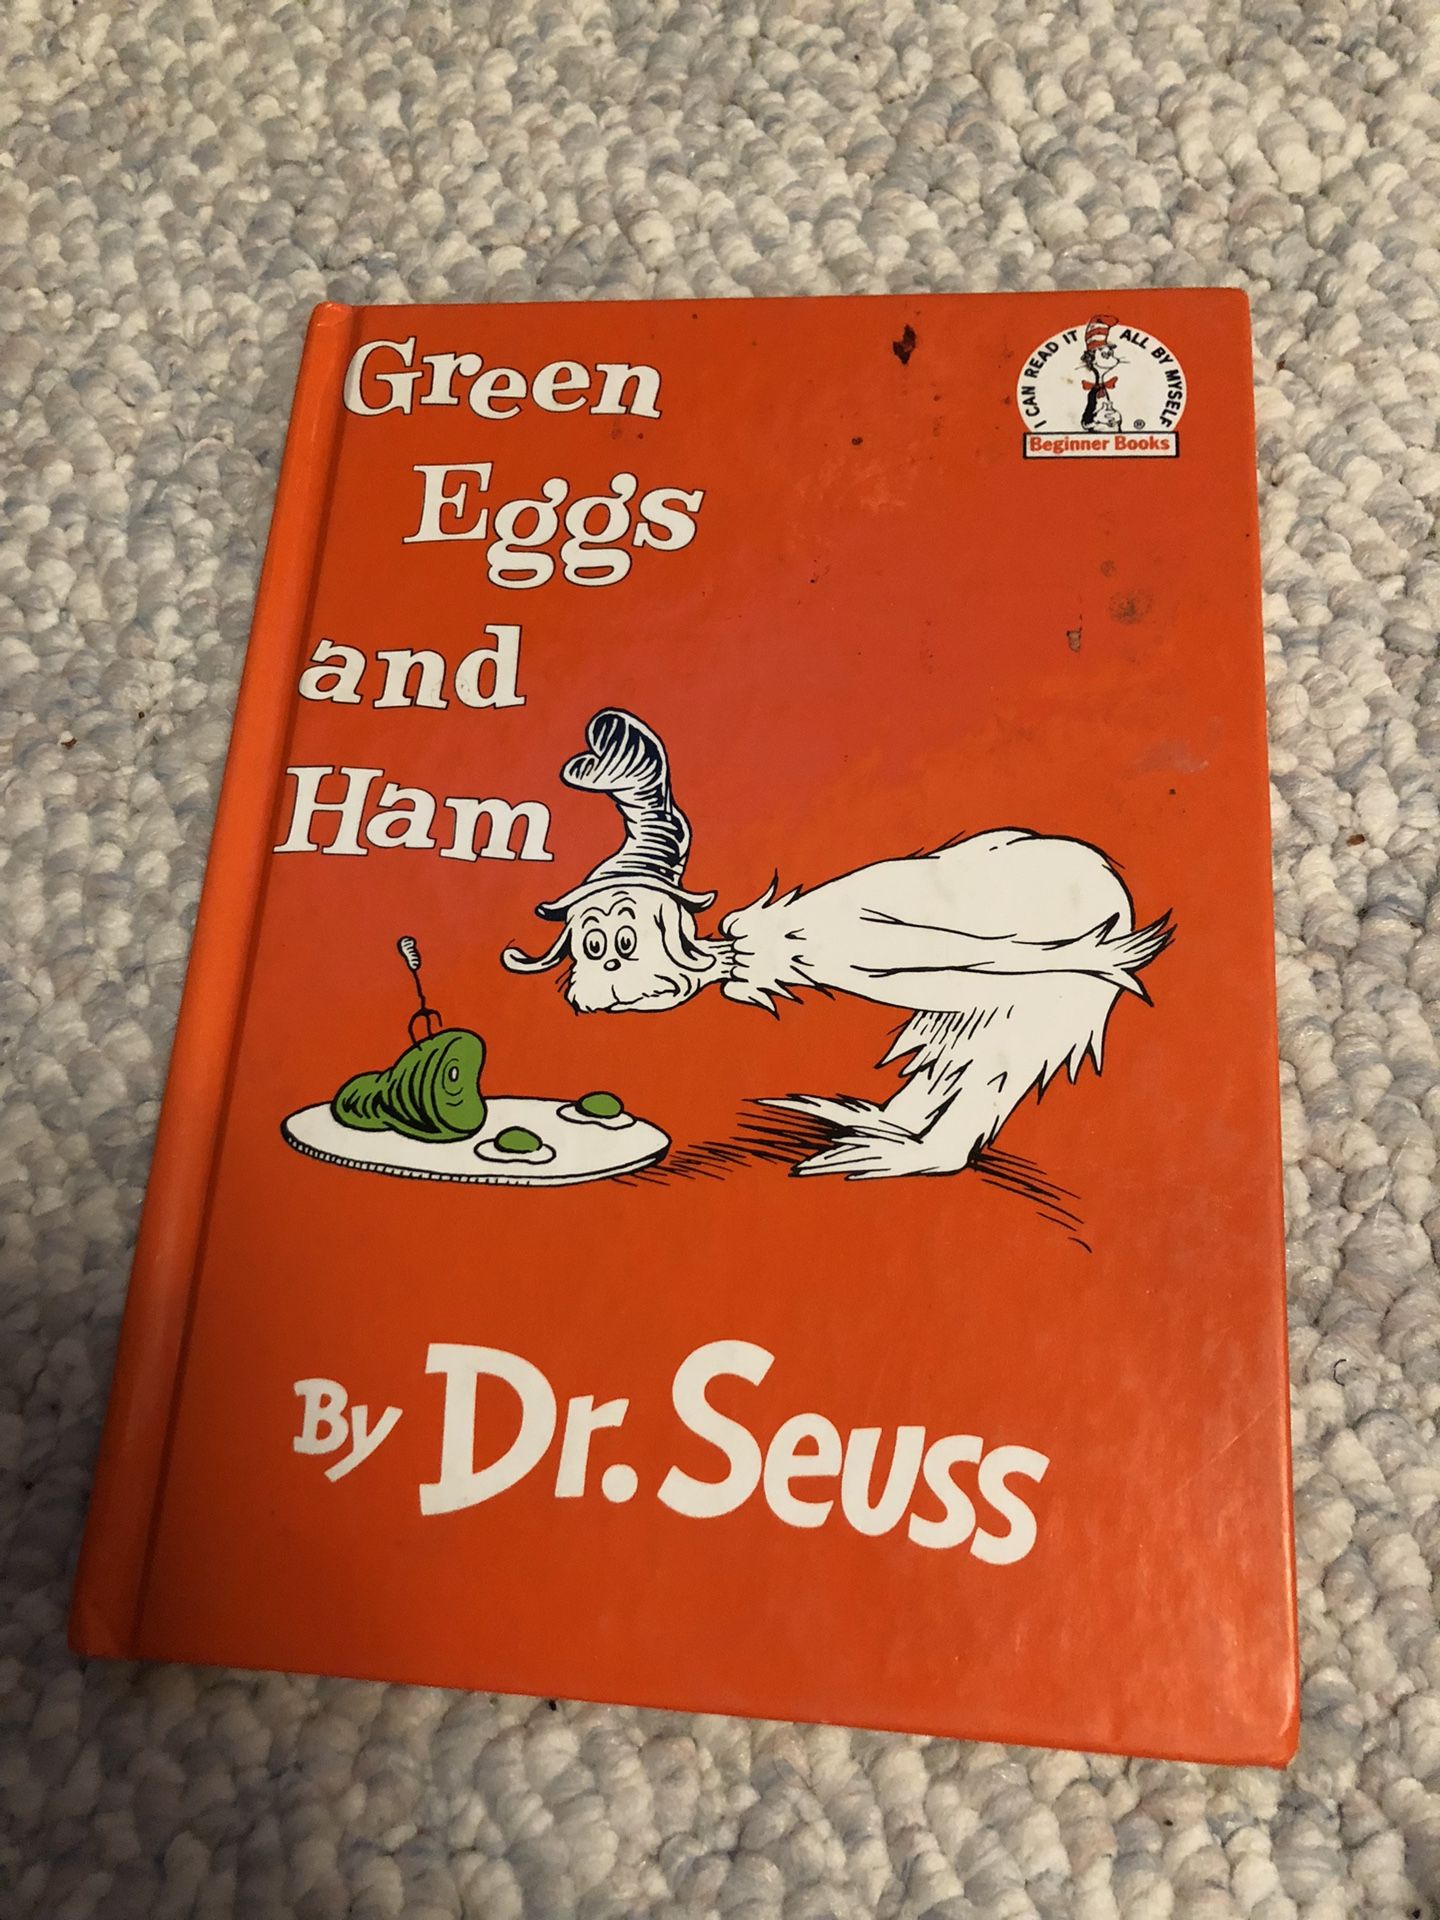 Green
Eggs
and
Ham
I CAN READ IT ALL BY MYSELF
®
Beginner Books
By Dr. Seuss